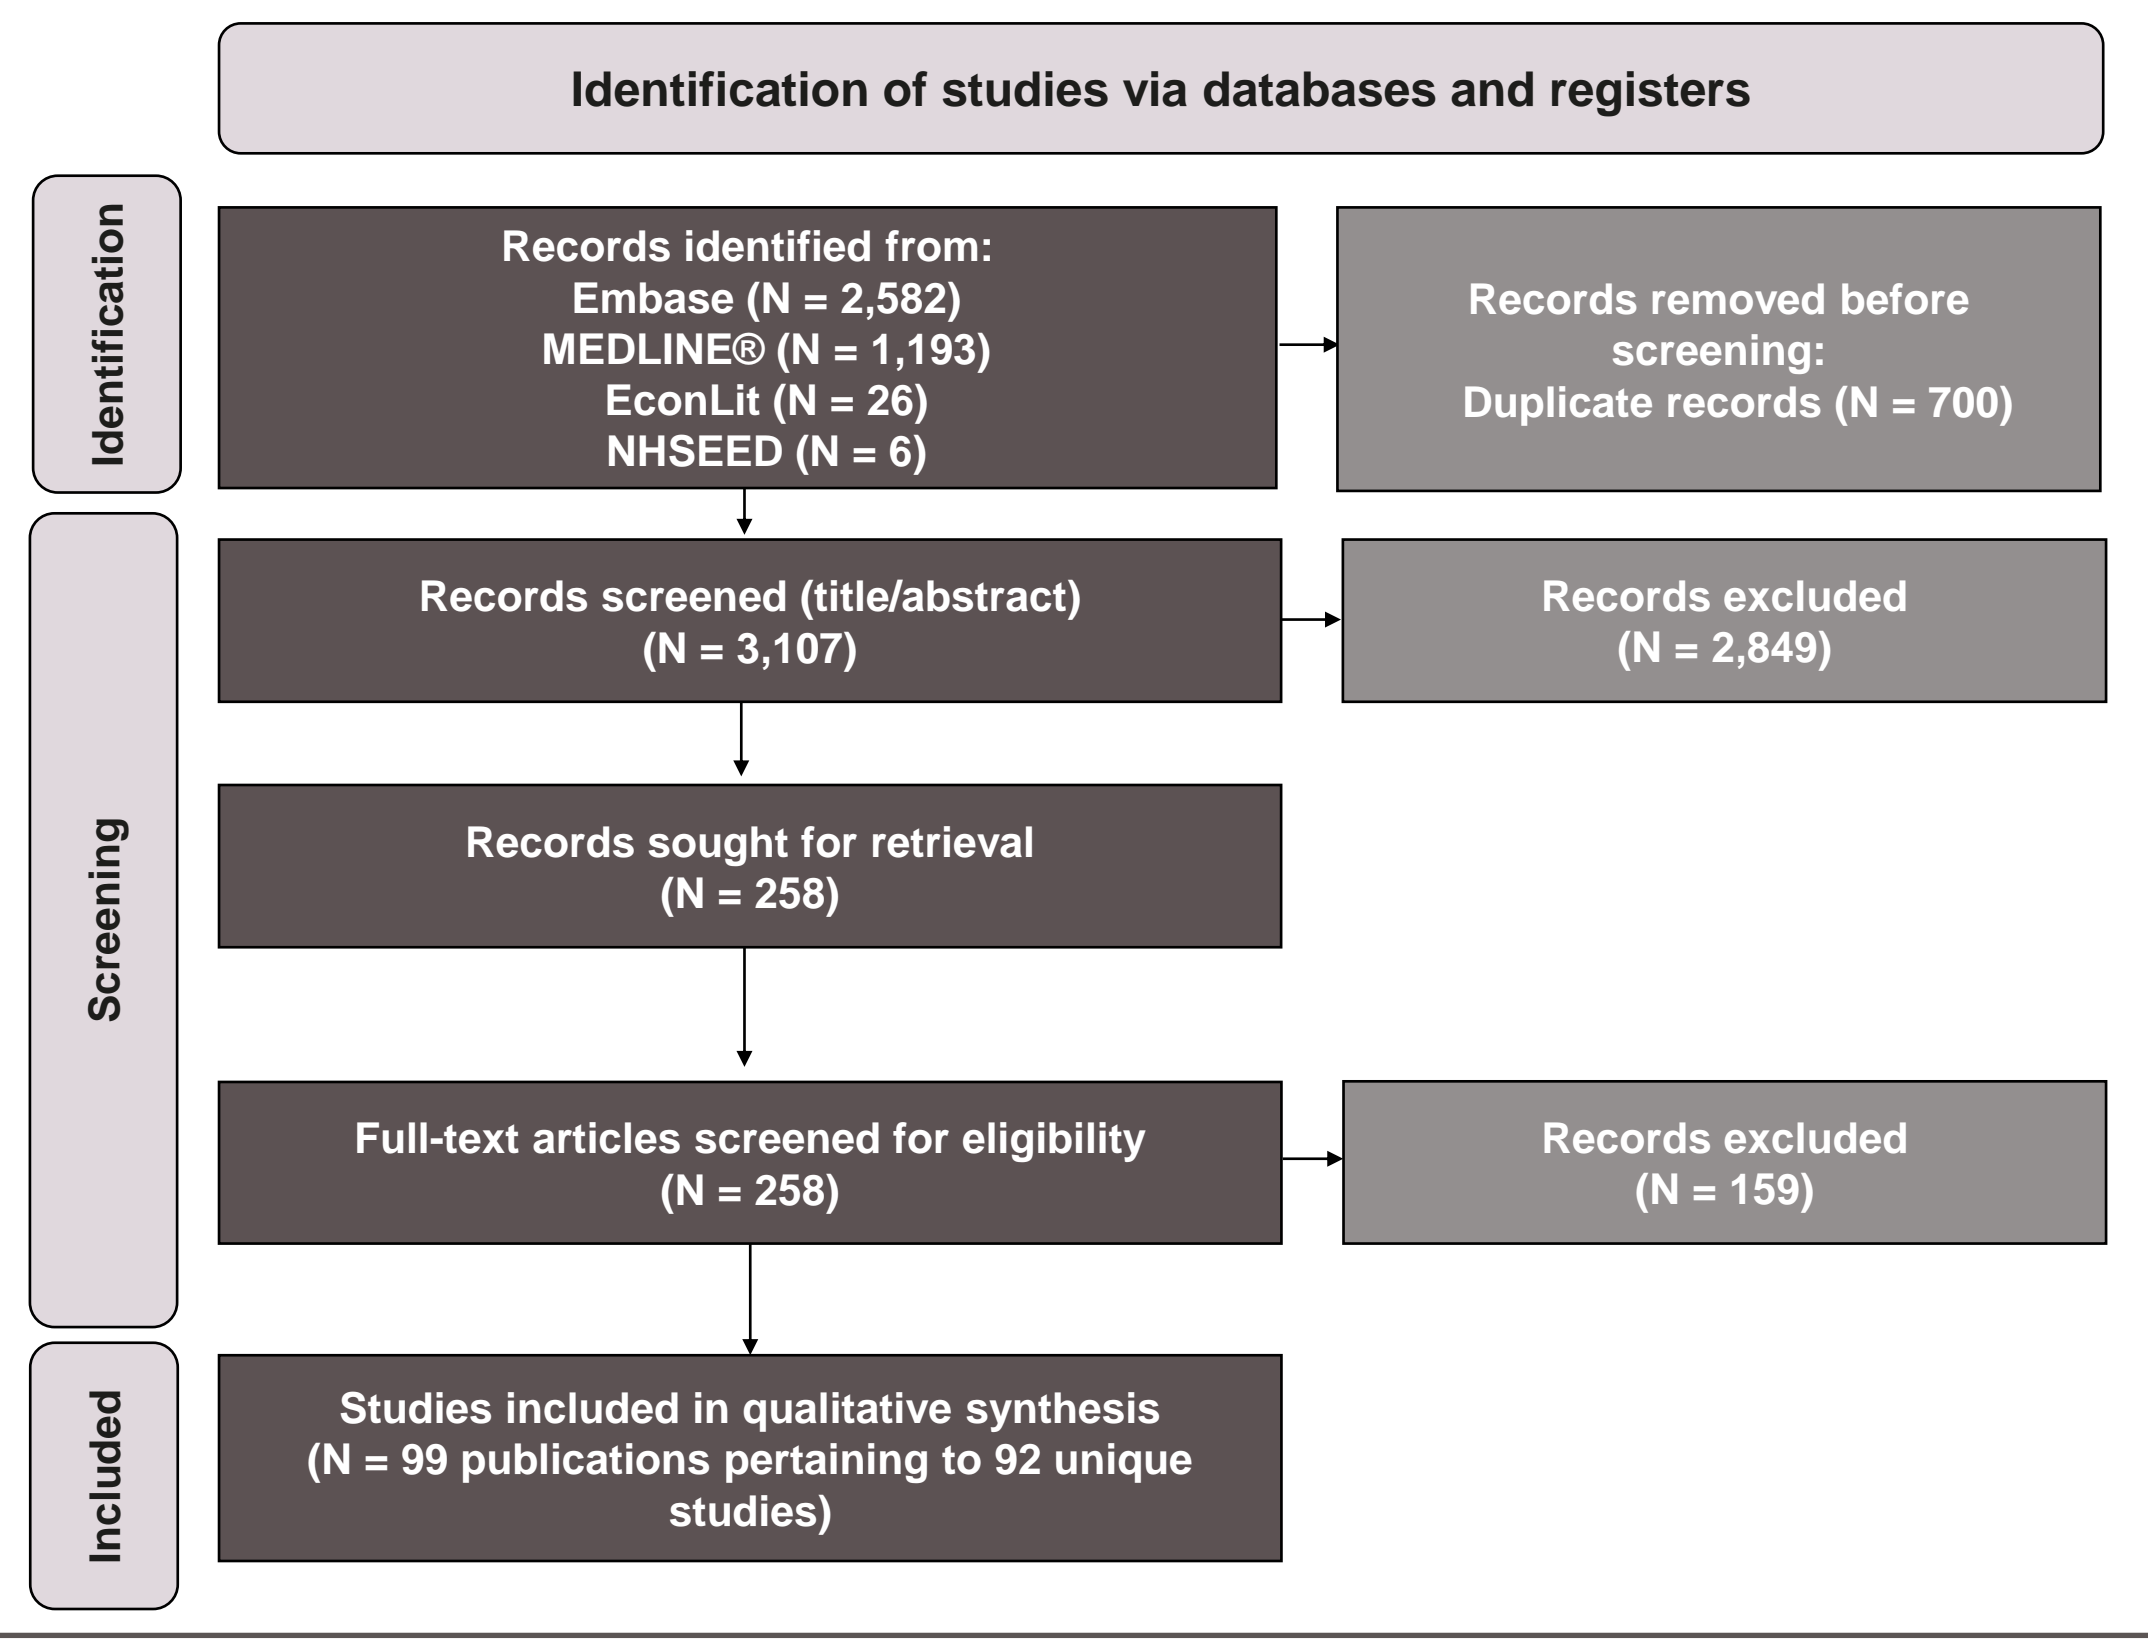 Identification of studies via databases and registers
Identification
Records identified from:
Embase (N = 2,582)
MEDLINE® (N = 1,193)
EconLit (N = 26)
NHSEED (N = 6)
Records removed before
screening:
Duplicate records (N = 700)
Screening
Records screened (title/abstract)
(N = 3,107)
Records excluded
(N = 2,849)
Records sought for retrieval
(N = 258)
Full-text articles screened for eligibility
(N = 258)
Records excluded
(N = 159)
Included
Studies included in qualitative synthesis
(N = 99 publications pertaining to 92 unique
studies)